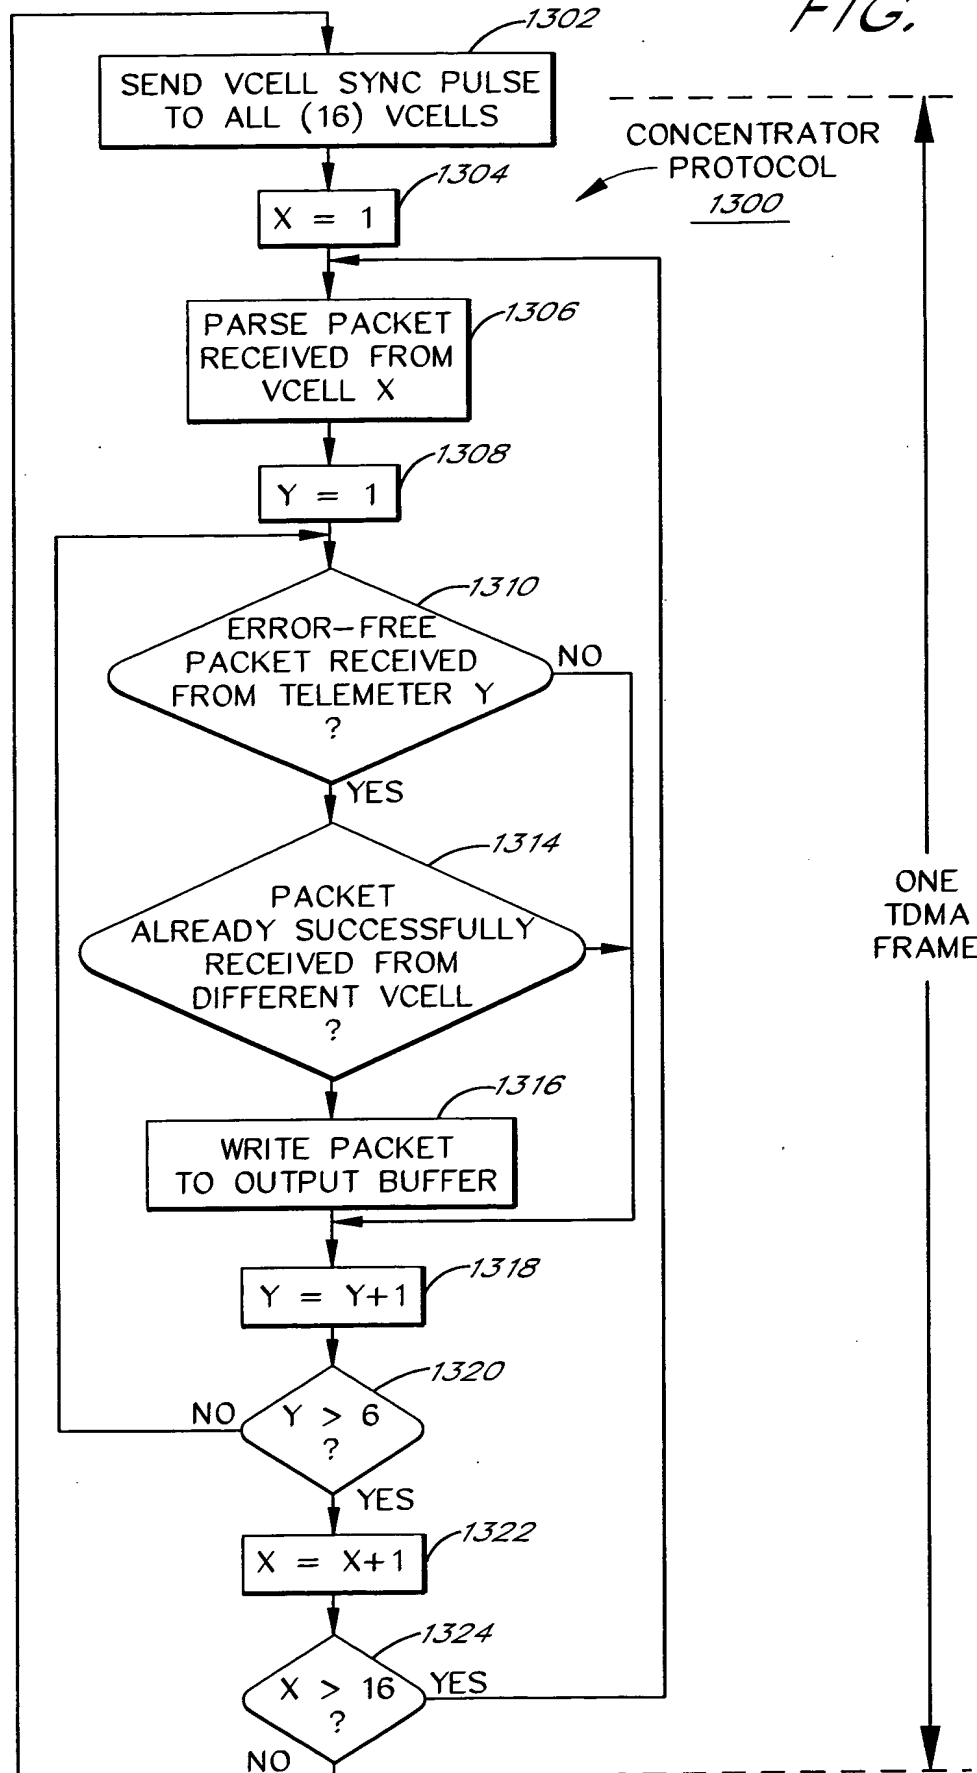 FIG.
1302
SEND VCELL SYNC PULSE
TO ALL (16) VCELLS
CONCENTRATOR
PROTOCOL
1300
1304
X = 1
1306
PARSE PACKET
RECEIVED FROM
VCELL X
1308
Y = 1
1310
ERROR-FREE
PACKET RECEIVED
FROM TELEMETER Y
?
NO
YES
1314
PACKET
ALREADY SUCCESSFULLY
RECEIVED FROM
DIFFERENT VCELL
?
ONE
TDMA
FRAME
1316
WRITE PACKET
TO OUTPUT BUFFER
1318
Y = Y+1
1320
Y > 6
?
NO
YES
1322
X = X+1
1324
X > 16
?
YES
NO